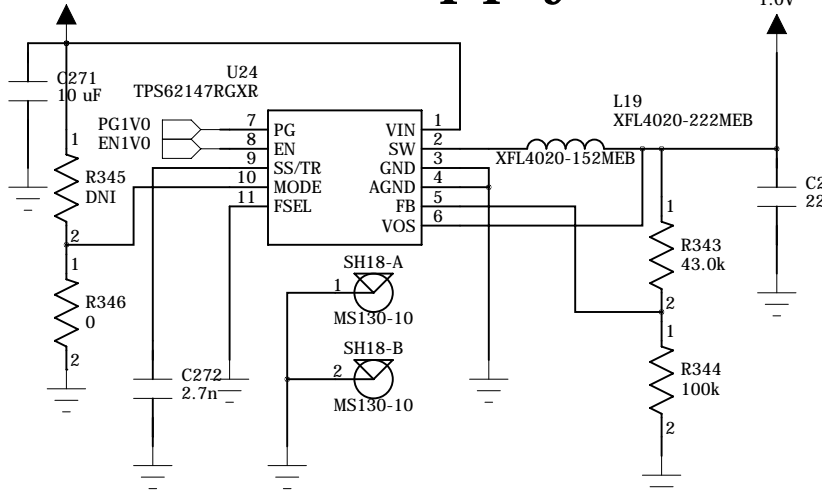 1.0V
C271
10 uF
U24
TPS62147RGXR
L19
XFL4020-222MEB
XFL4020-152MEB
PG1V0
EN1V0
7
8
9
10
11
PG
EN
SS/TR
MODE
FSEL
VIN
SW
GND
AGND
FB
VOS
1
2
3
4
5
6
1
R345
DNI
2
1
R346
0
2
C272
2.7n
SH18-A
1
MS130-10
SH18-B
2
MS130-10
1
R343
43.0k
2
1
R344
100k
2